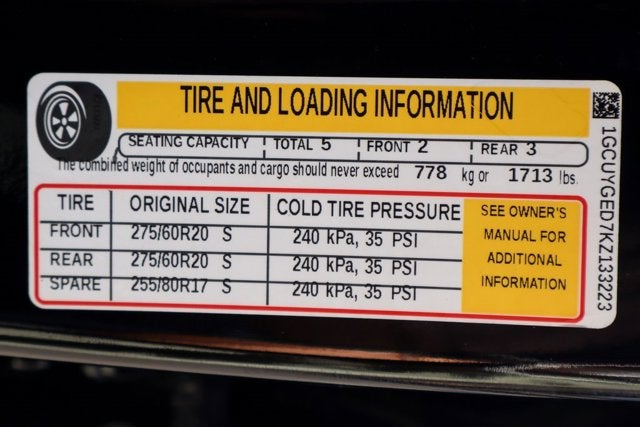 TIRE AND LOADING INFORMATION
SEATING CAPACITY TOTAL 5 FRONT 2 REAR 3
The combined weight of occupants and cargo should never exceed 778 kg or 1713 lbs.
TIRE ORIGINAL SIZE COLD TIRE PRESSURE
FRONT 275/60R20 S 240 kPa, 35 PSI
REAR 275/60R20 S 240 kPa, 35 PSI
SPARE 255/80R17 S 240 kPa, 35 PSI
SEE OWNER'S
MANUAL FOR
ADDITIONAL
INFORMATION
1GCUYGED7KZ133223